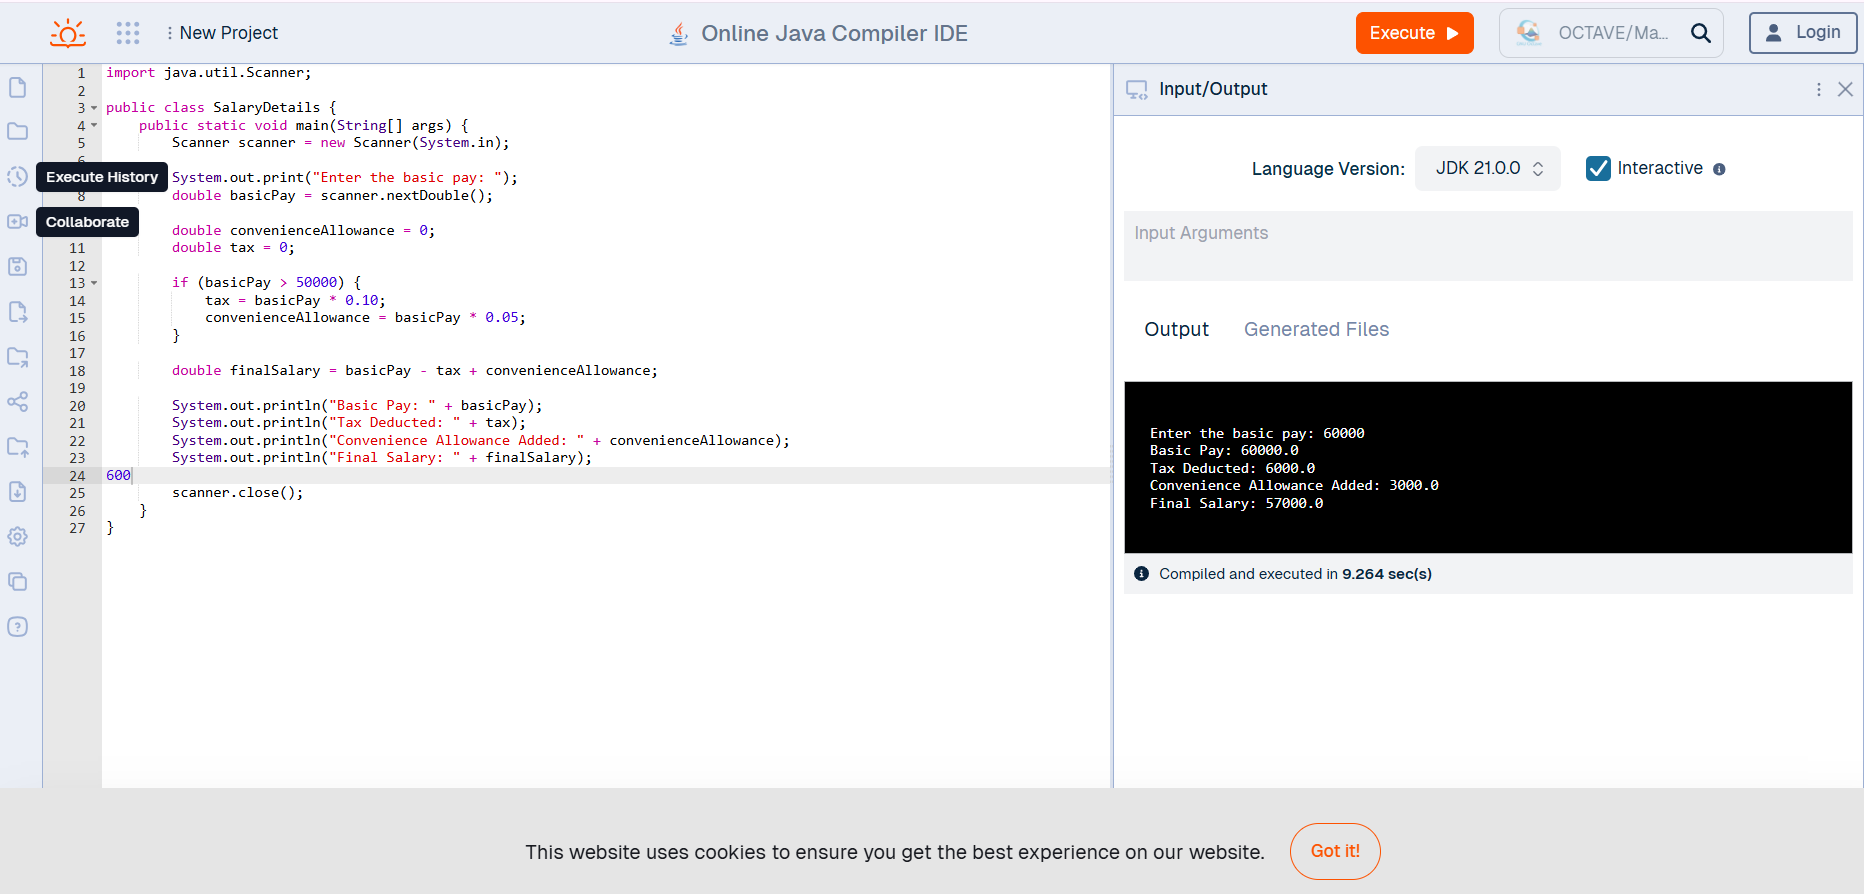 New Project
Online Java Compiler IDE
Execute
OCTAVE/Ma...
Login
1 import java.util.Scanner;
2
3 public class SalaryDetails {
4     public static void main(String[] args) {
5         Scanner scanner = new Scanner(System.in);
6
Execute History
        System.out.print("Enter the basic pay: ");
8         double basicPay = scanner.nextDouble();
Collaborate
        double convenienceAllowance = 0;
11         double tax = 0;
12
13         if (basicPay > 50000) {
14             tax = basicPay * 0.10;
15             convenienceAllowance = basicPay * 0.05;
16         }
17
18         double finalSalary = basicPay - tax + convenienceAllowance;
19
20         System.out.println("Basic Pay: " + basicPay);
21         System.out.println("Tax Deducted: " + tax);
22         System.out.println("Convenience Allowance Added: " + convenienceAllowance);
23         System.out.println("Final Salary: " + finalSalary);
24 600
25         scanner.close();
26     }
27 }
Input/Output
Language Version:
JDK 21.0.0
Interactive
Input Arguments
Output
Generated Files
Enter the basic pay: 60000
Basic Pay: 60000.0
Tax Deducted: 6000.0
Convenience Allowance Added: 3000.0
Final Salary: 57000.0
Compiled and executed in 9.264 sec(s)
This website uses cookies to ensure you get the best experience on our website.
Got it!